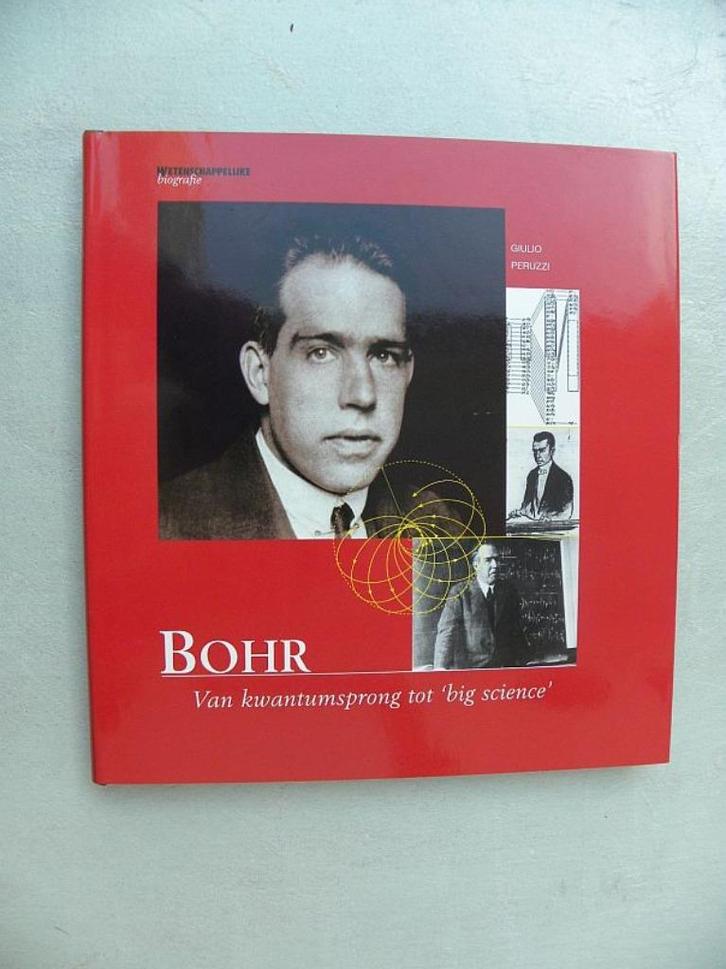 WETENSCHAPPELIJKE
biografie
GIULIO
PERUZZI
BOHR
Van kwantumsprong tot ‘big science’